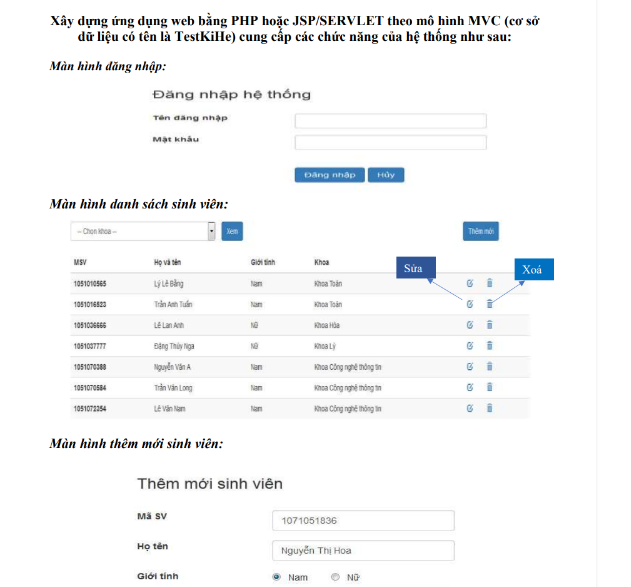 Xây dựng ứng dụng web bằng PHP hoặc JSP/SERVLET theo mô hình MVC (cơ sở
dữ liệu có tên là TestKiHe) cung cấp các chức năng của hệ thống như sau:
Màn hình đăng nhập:
Đăng nhập hệ thống
Tên đăng nhập
Mật khẩu
Đăng nhập Hủy
Màn hình danh sách sinh viên:
-- Chọn khoa -- Xem Thêm mới
MSV Họ và tên Giới tính Khoa
Sửa Xoá
1051010565 Lý Lê Bằng Nam Khoa Toán
1051016523 Trần Anh Tuấn Nam Khoa Toán
1051036666 Lê Lan Anh Nữ Khoa Hóa
1051037777 Đặng Thúy Nga Nữ Khoa Lý
1051070388 Nguyễn Văn A Nam Khoa Công nghệ thông tin
1051070584 Trần Văn Long Nam Khoa Công nghệ thông tin
1051072354 Lê Văn Nam Nam Khoa Công nghệ thông tin
Màn hình thêm mới sinh viên:
Thêm mới sinh viên
Mã SV 1071051836
Họ tên Nguyễn Thị Hoa
Giới tính Nam Nữ